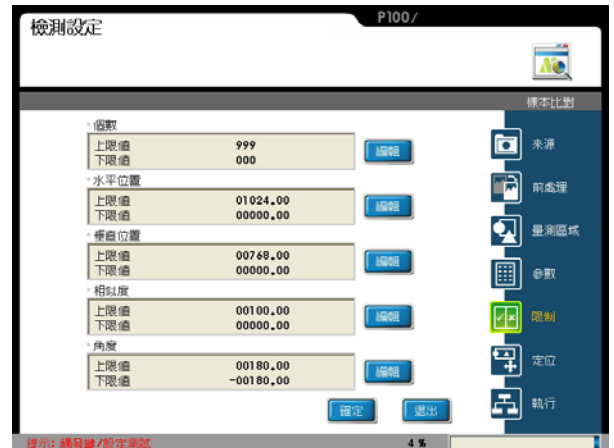 檢測設定
P100/
樣本比對
個數
上限值 999
下限值 000
編輯
水平位置
上限值 01024.00
下限值 00000.00
編輯
垂直位置
上限值 00768.00
下限值 00000.00
編輯
相似度
上限值 00100.00
下限值 00000.00
編輯
角度
上限值 00180.00
下限值 -00180.00
編輯
確定 退出
來源
前處理
量測區域
參數
限制
定位
執行
提示: 觸發鍵/設定測試
4 %